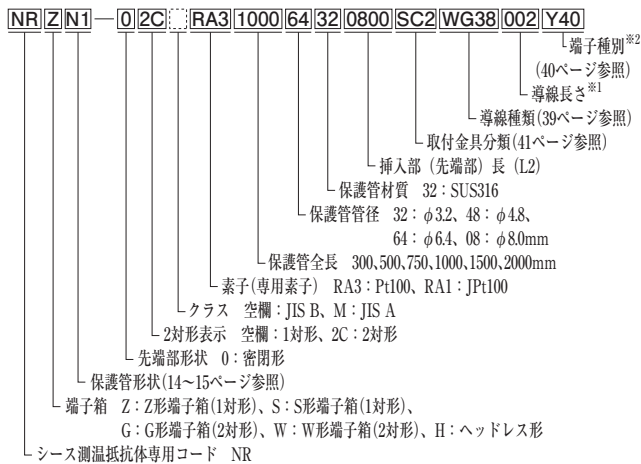 NR Z N1-0 2C RA3 1000 64 32 0800 SC2 WG38 002 Y40
端子種別※2
(40ページ参照)
導線長さ※1
導線種類(39ページ参照)
取付金具分類(41ページ参照)
挿入部(先端部)長(L2)
保護管材質 32:SUS316
保護管管径 32:φ3.2、48:φ4.8、
64:φ6.4、08:φ8.0mm
保護管全長 300,500,750,1000,1500,2000mm
素子(専用素子) RA3:Pt100、RA1:JPt100
クラス 空欄:JIS B、M:JIS A
2対形表示 空欄:1対形、2C:2対形
先端部形状 0:密閉形
保護管形状(14〜15ページ参照)
端子箱 Z:Z形端子箱(1対形)、S:S形端子箱(1対形)、
G:G形端子箱(2対形)、W:W形端子箱(2対形)、H:ヘッドレス形
シース測温抵抗体専用コード NR